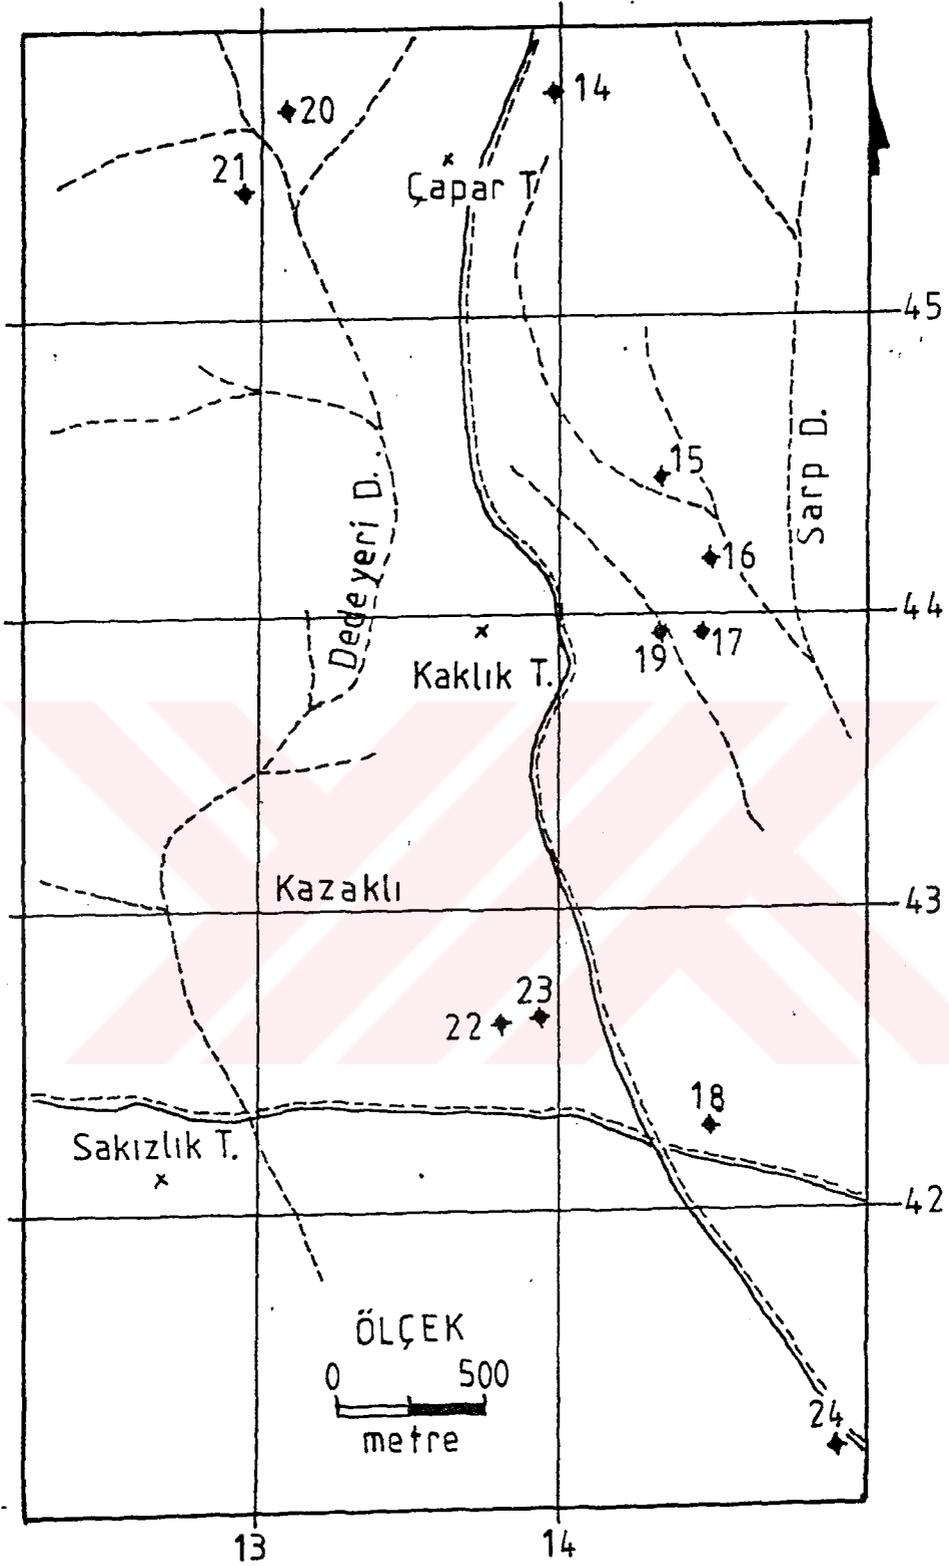 14
20
21
Çapar T
45
15
Sarp D.
Dedeyeri D.
16
44
19
17
Kaklık T.
Kazaklı
43
23
22
18
Sakızlık T.
42
ÖLÇEK
0 500
metre
24
13 14